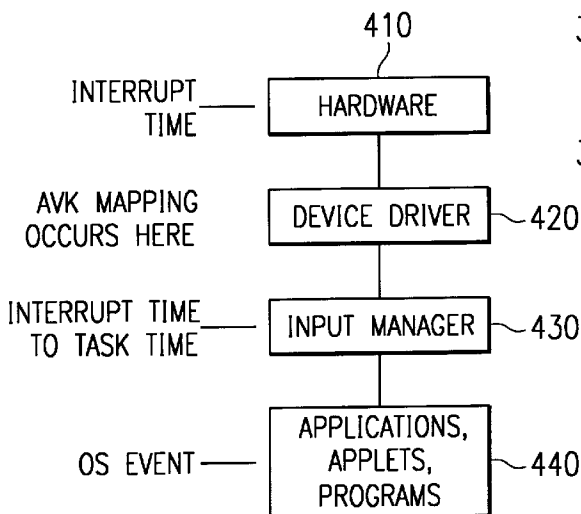 410
INTERRUPT
TIME
HARDWARE
AVK MAPPING
OCCURS HERE
DEVICE DRIVER
420
INTERRUPT TIME
TO TASK TIME
INPUT MANAGER
430
OS EVENT
APPLICATIONS,
APPLETS,
PROGRAMS
440